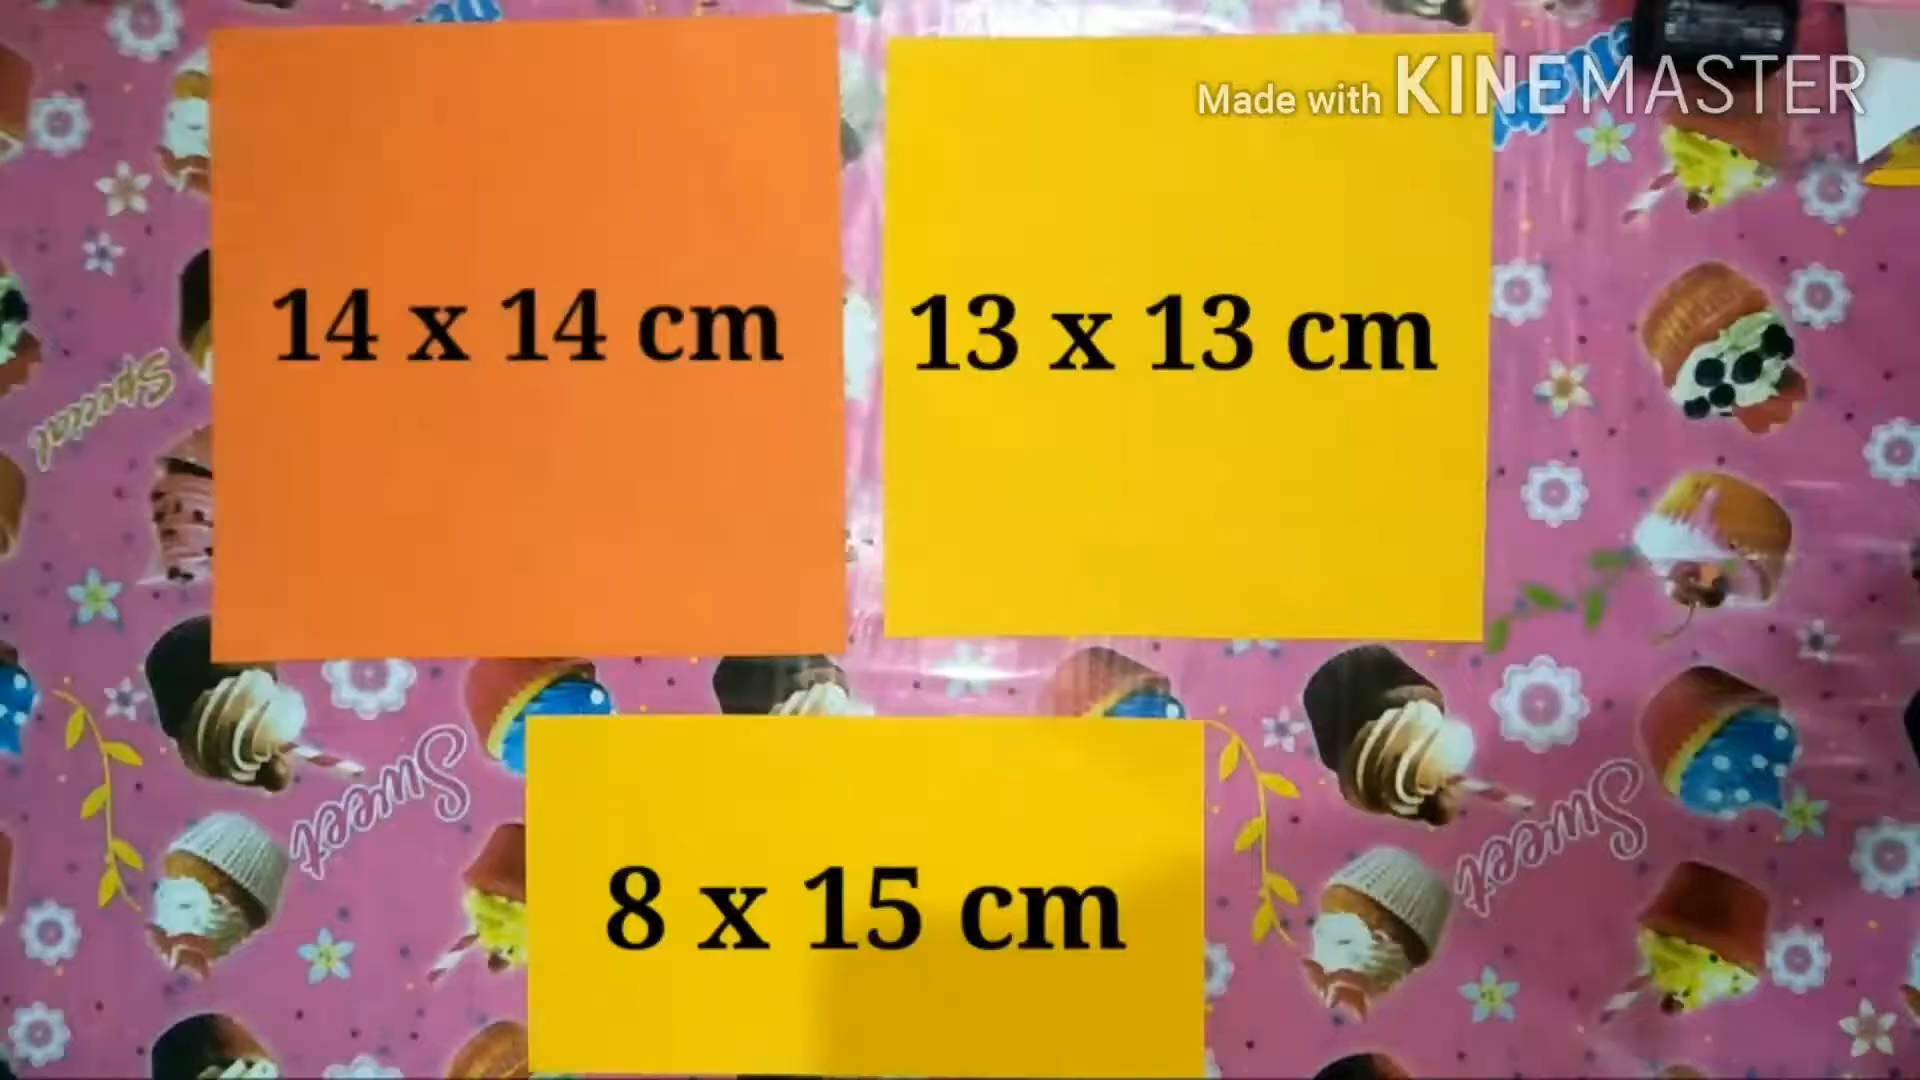 Made with KINEMASTER
14 x 14 cm
13 x 13 cm
Special
8 x 15 cm
Sweet
Sweet